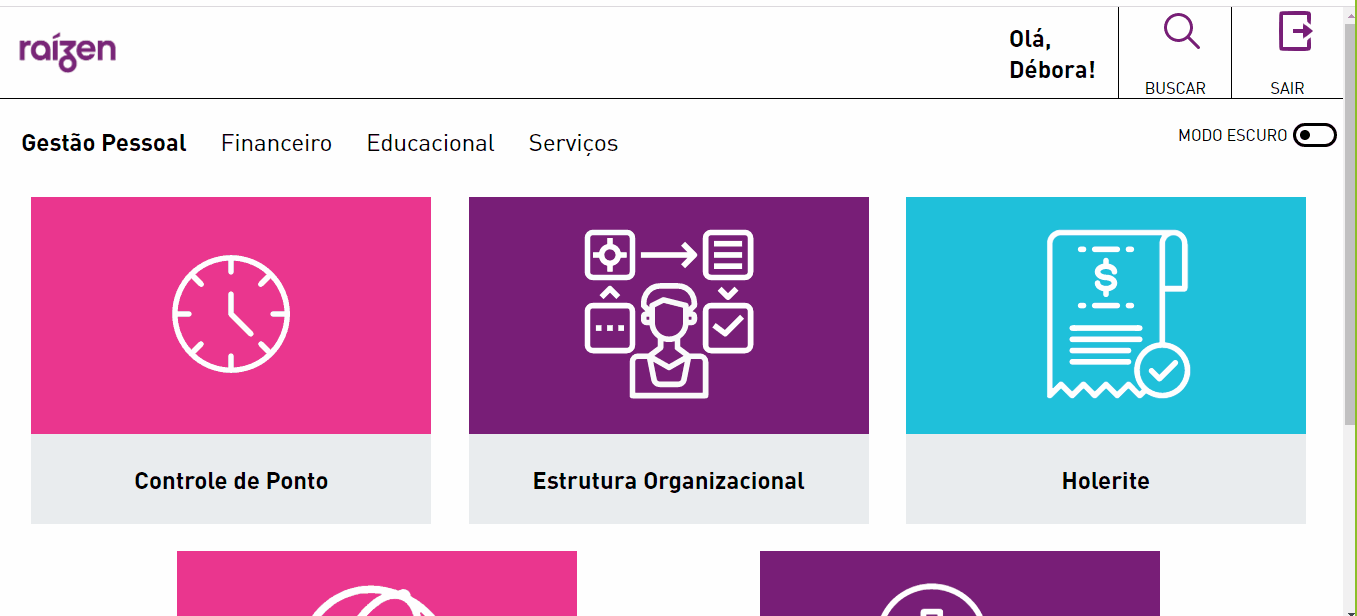 raízen
Olá,
Débora!
BUSCAR
SAIR
Gestão Pessoal
Financeiro
Educacional
Serviços
MODO ESCURO
$
Controle de Ponto
Estrutura Organizacional
Holerite